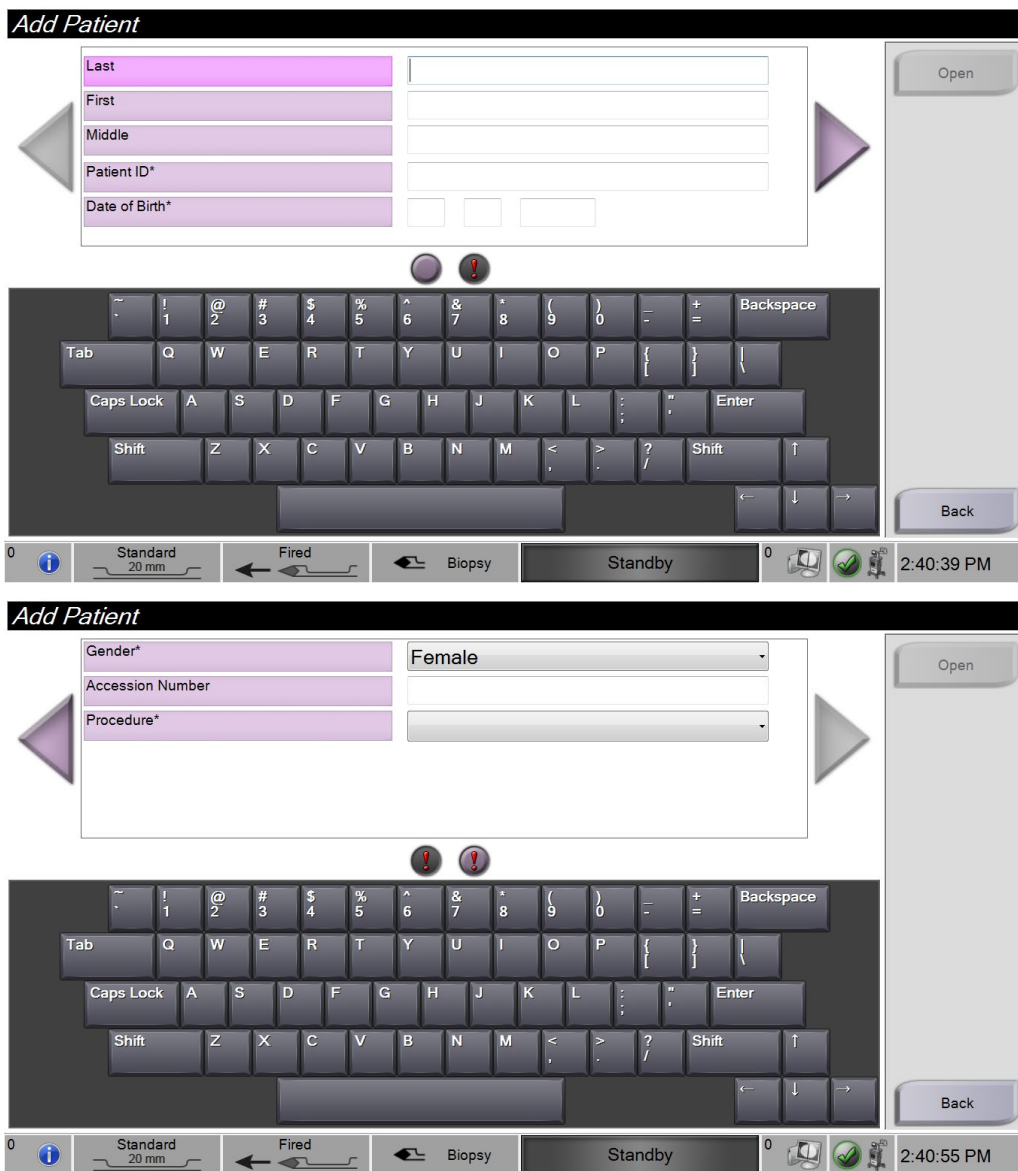 Add Patient
Last
Open
First
Middle
Patient ID*
Date of Birth*
~ ! @ # $ % ^ & * ( ) _ + Backspace
` 1 2 3 4 5 6 7 8 9 0 - =
Tab Q W E R T Y U I O P { } |
[ ] \
Caps Lock A S D F G H J K L : " Enter
; '
Shift Z X C V B N M < > ? Shift ↑
, . /
← ↓ →
Back
0 Standard Fired Biopsy Standby 0 2:40:39 PM
20 mm
Add Patient
Gender* Female
Open
Accession Number
Procedure*
~ ! @ # $ % ^ & * ( ) _ + Backspace
` 1 2 3 4 5 6 7 8 9 0 - =
Tab Q W E R T Y U I O P { } |
[ ] \
Caps Lock A S D F G H J K L : " Enter
; '
Shift Z X C V B N M < > ? Shift ↑
, . /
← ↓ →
Back
0 Standard Fired Biopsy Standby 0 2:40:55 PM
20 mm